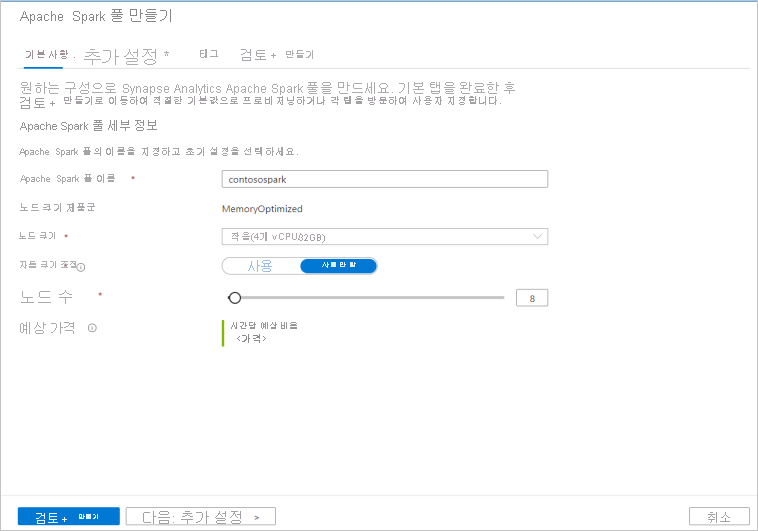 Apache Spark 풀 만들기
기본 사항 . 추가 설정 * 태그 검토 + 만들기
원하는 구성으로 Synapse Analytics Apache Spark 풀을 만드세요. 기본 탭을 완료한 후
검토 + 만들기로 이동하여 적절한 기본값으로 프로비저닝하거나 각 탭을 방문하여 사용자 지정합니다.
Apache Spark 풀 세부 정보
Apache Spark 풀의 이름을 지정하고 초기 설정을 선택하세요.
Apache Spark 풀 이름 * contosospark
노드 크기 제품군 MemoryOptimized
노드 크기 * 작음(4개 vCPU/32GB)
자동 크기 조정 사용 사용 안 함
노드 수 * 8
예상 가격 시간당 예상 비용
<가격>
검토 + 만들기 다음: 추가 설정 > 취소